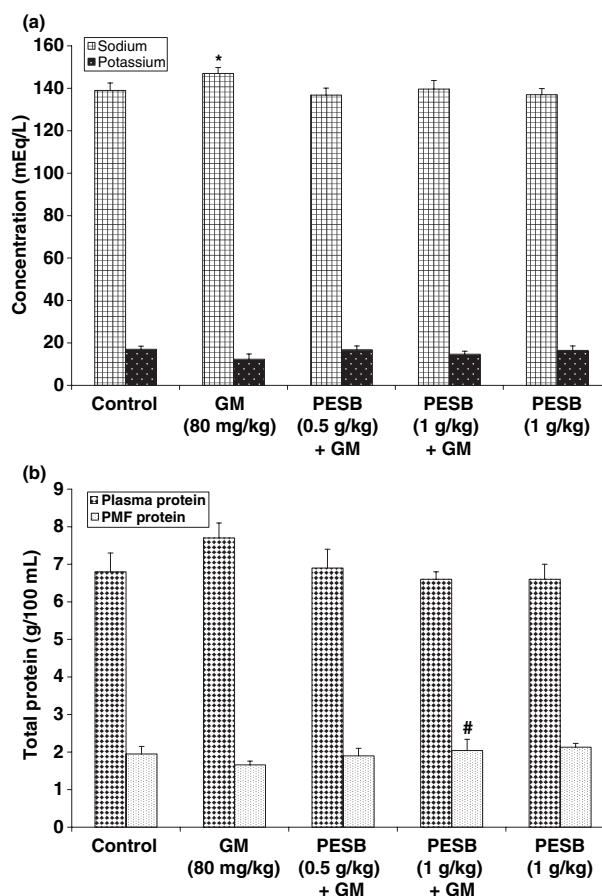 (a)
160
140
120
100
80
60
40
20
0
Concentration (mEq/L)
Sodium
Potassium
*
Control
GM
(80 mg/kg)
PESB
(0.5 g/kg)
+ GM
PESB
(1 g/kg)
+ GM
PESB
(1 g/kg)
(b)
9
8
7
6
5
4
3
2
1
0
Total protein (g/100 mL)
Plasma protein
PMF protein
#
Control
GM
(80 mg/kg)
PESB
(0.5 g/kg)
+ GM
PESB
(1 g/kg)
+ GM
PESB
(1 g/kg)